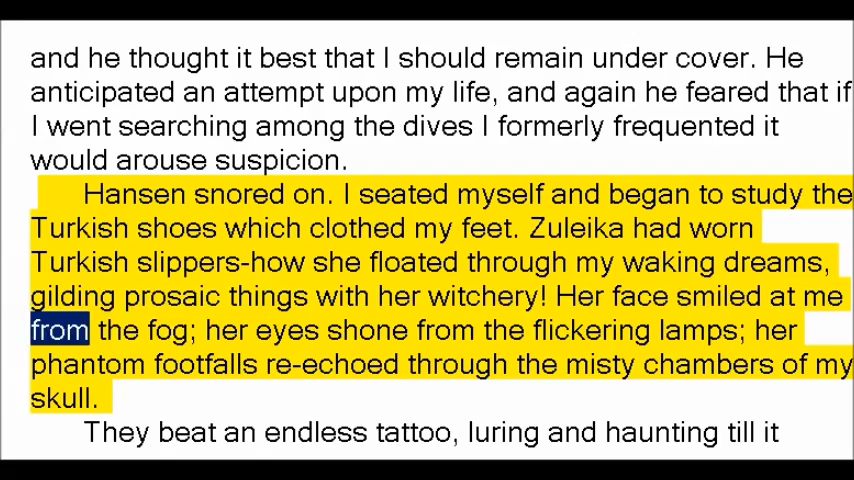 and he thought it best that I should remain under cover. He
anticipated an attempt upon my life, and again he feared that if
I went searching among the dives I formerly frequented it
would arouse suspicion.
Hansen snored on. I seated myself and began to study the
Turkish shoes which clothed my feet. Zuleika had worn
Turkish slippers-how she floated through my waking dreams,
gilding prosaic things with her witchery! Her face smiled at me
from the fog; her eyes shone from the flickering lamps; her
phantom footfalls re-echoed through the misty chambers of my
skull.
They beat an endless tattoo, luring and haunting till it